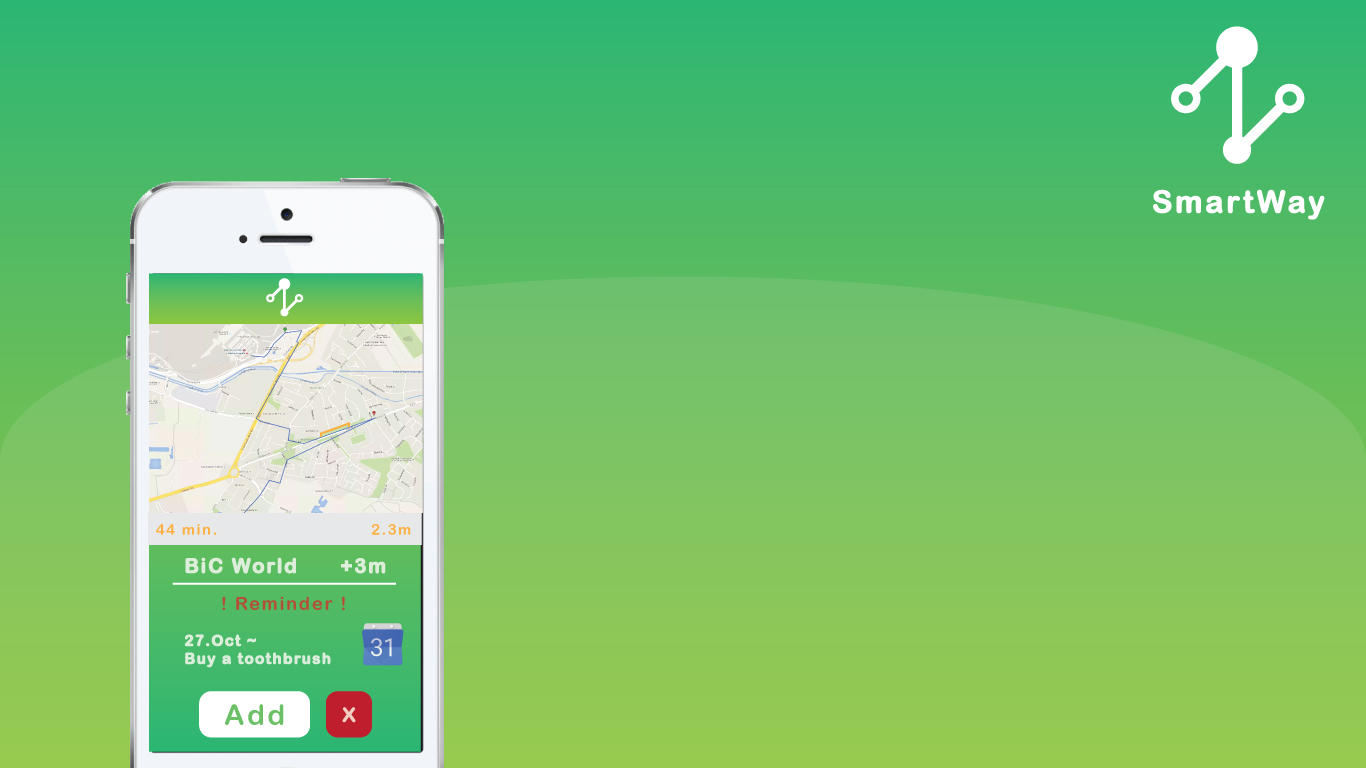 SmartWay
44 min. 2.3m
BiC World +3m
! Reminder !
27.Oct ~
Buy a toothbrush
31
Add X